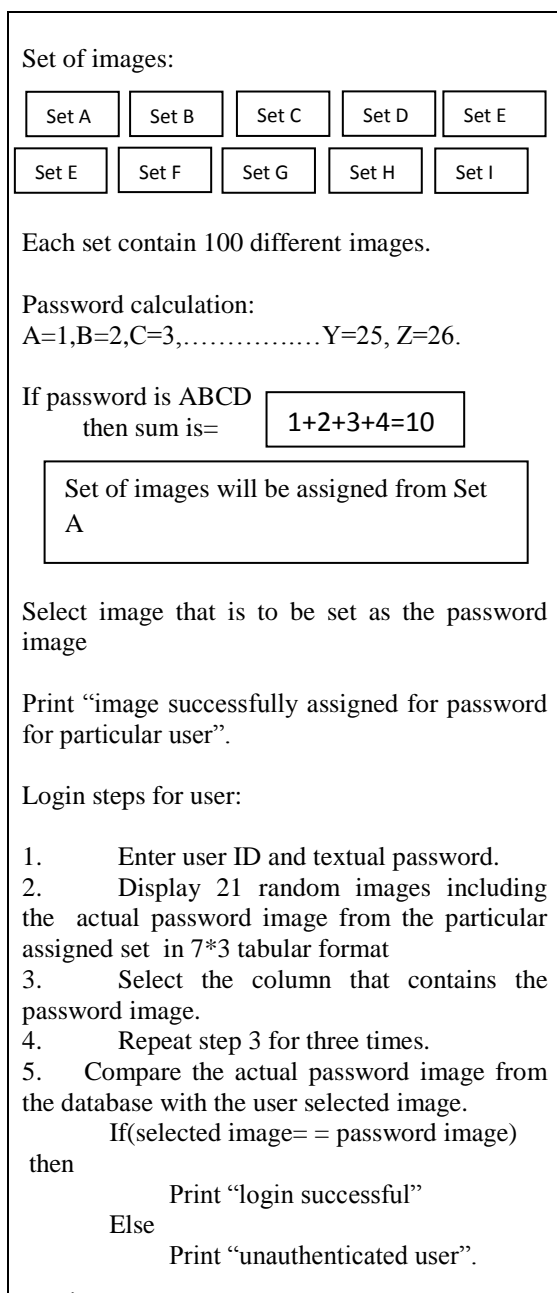 Set of images:
Set A Set B Set C Set D Set E
Set E Set F Set G Set H Set I
Each set contain 100 different images.
Password calculation:
A=1,B=2,C=3,…………..…Y=25, Z=26.
If password is ABCD
then sum is= 1+2+3+4=10
Set of images will be assigned from Set
A
Select image that is to be set as the password
image
Print “image successfully assigned for password
for particular user”.
Login steps for user:
1. Enter user ID and textual password.
2. Display 21 random images including
the actual password image from the particular
assigned set in 7*3 tabular format
3. Select the column that contains the
password image.
4. Repeat step 3 for three times.
5. Compare the actual password image from
the database with the user selected image.
If(selected image= = password image)
then
Print “login successful”
Else
Print “unauthenticated user”.